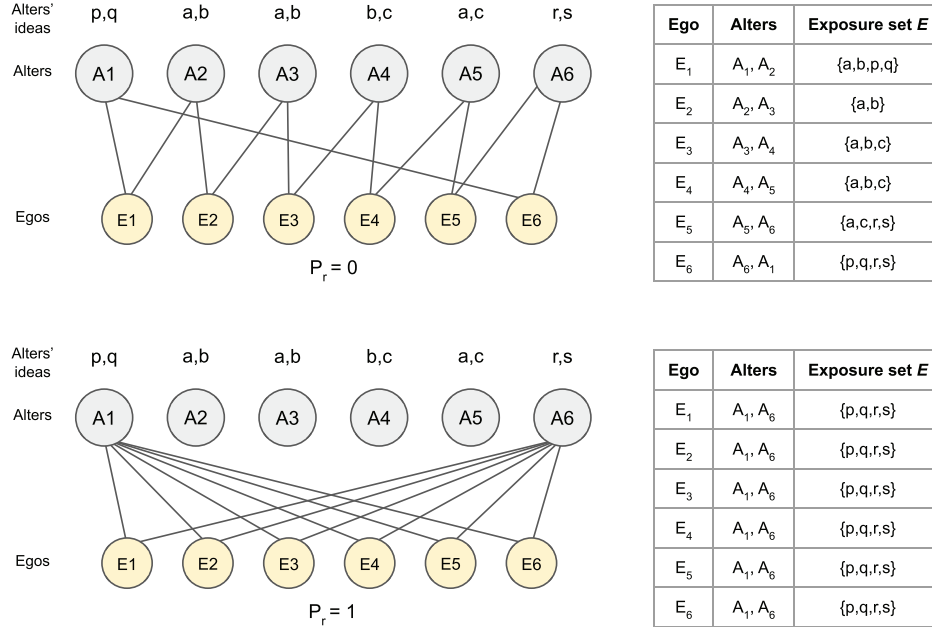 Alters’ ideas p,q a,b a,b b,c a,c r,s
Alters A1 A2 A3 A4 A5 A6
Egos E1 E2 E3 E4 E5 E6
Pr = 0
Ego Alters Exposure set E
E1 A1, A2 {a,b,p,q}
E2 A2, A3 {a,b}
E3 A3, A4 {a,b,c}
E4 A4, A5 {a,b,c}
E5 A5, A6 {a,c,r,s}
E6 A6, A1 {p,q,r,s}
Alters’ ideas p,q a,b a,b b,c a,c r,s
Alters A1 A2 A3 A4 A5 A6
Egos E1 E2 E3 E4 E5 E6
Pr = 1
Ego Alters Exposure set E
E1 A1, A6 {p,q,r,s}
E2 A1, A6 {p,q,r,s}
E3 A1, A6 {p,q,r,s}
E4 A1, A6 {p,q,r,s}
E5 A1, A6 {p,q,r,s}
E6 A1, A6 {p,q,r,s}